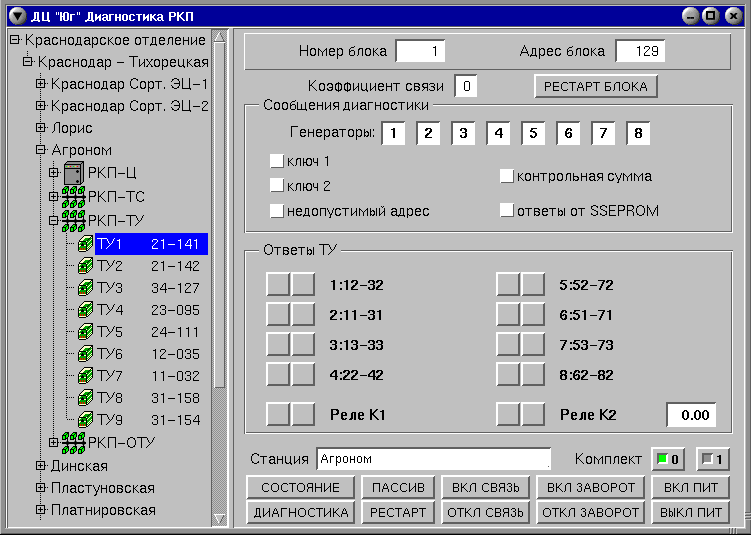 ДЦ "Юг" Диагностика РКП
Краснодарское отделение
Краснодар – Тихорецкая
Краснодар Сорт. ЭЦ-1
Краснодар Сорт. ЭЦ-2
Лорис
Агроном
РКП-Ц
РКП-ТС
РКП-ТУ
ТУ1 21-141
ТУ2 21-142
ТУ3 34-127
ТУ4 23-095
ТУ5 24-111
ТУ6 12-035
ТУ7 11-032
ТУ8 31-158
ТУ9 31-154
РКП-ОТУ
Динская
Пластуновская
Платнировская
Номер блока 1 Адрес блока 129
Коэффициент связи 0 РЕСТАРТ БЛОКА
Сообщения диагностики
Генераторы: 1 2 3 4 5 6 7 8
ключ 1
ключ 2 контрольная сумма
недопустимый адрес ответы от SSEPROM
Ответы ТУ
1:12-32 5:52-72
2:11-31 6:51-71
3:13-33 7:53-73
4:22-42 8:62-82
Реле К1 Реле К2 0.00
Станция Агроном Комплект 0 1
СОСТОЯНИЕ ПАССИВ ВКЛ СВЯЗЬ ВКЛ ЗАВОРОТ ВКЛ ПИТ
ДИАГНОСТИКА РЕСТАРТ ОТКЛ СВЯЗЬ ОТКЛ ЗАВОРОТ ВЫКЛ ПИТ